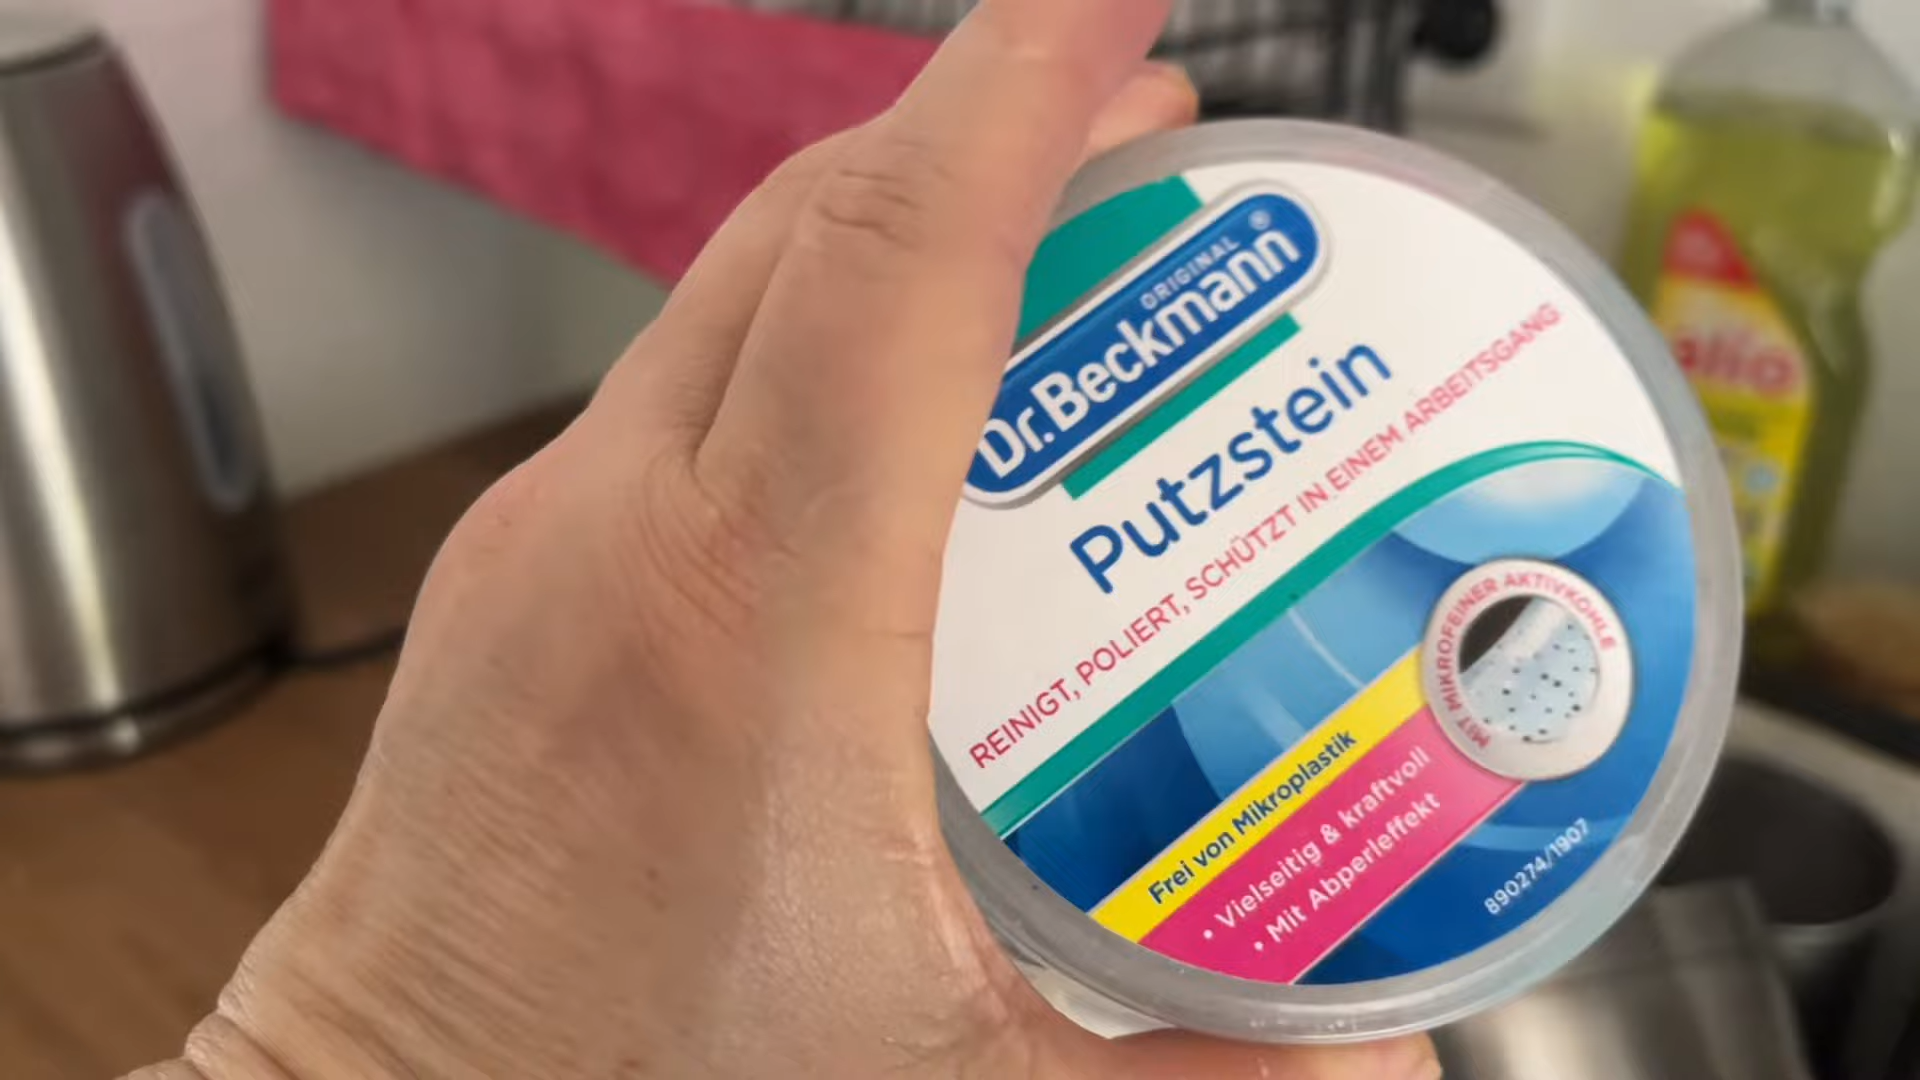 ORIGINAL ®
Dr. Beckmann
Putzstein
REINIGT, POLIERT, SCHÜTZT IN EINEM ARBEITSGANG
MIT MIKROFEINER AKTIVKOHLE
Frei von Mikroplastik
• Vielseitig & kraftvoll
• Mit Abperleffekt
890274/1907
alio